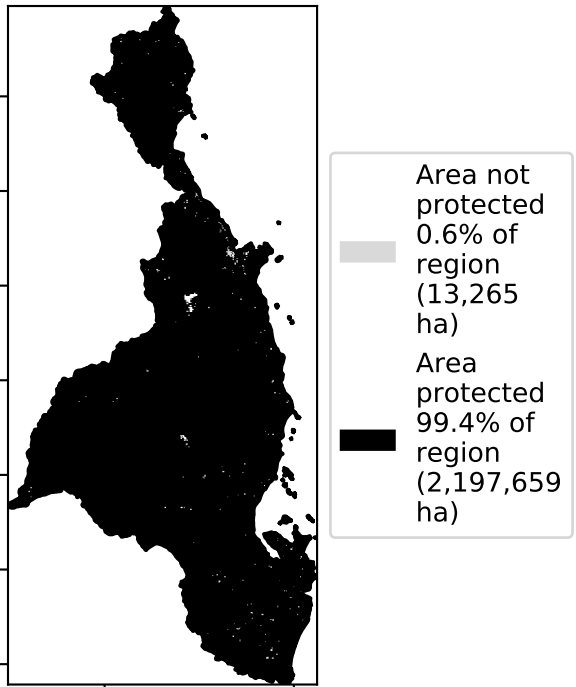 Area not
protected
0.6% of
region
(13,265
ha)
Area
protected
99.4% of
region
(2,197,659
ha)